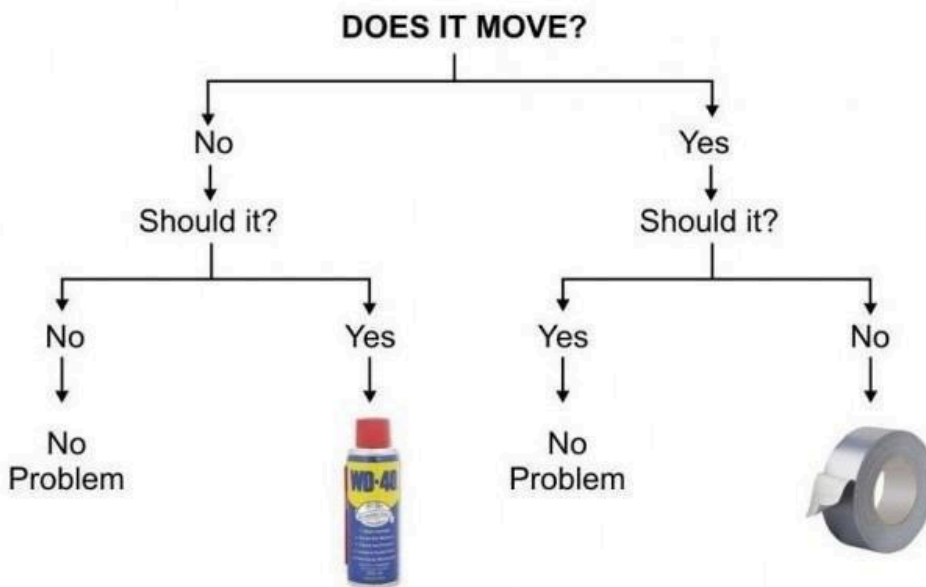 DOES IT MOVE?
No
Yes
Should it?
Should it?
No
Yes
Yes
No
No
Problem
WD-40
No
Problem